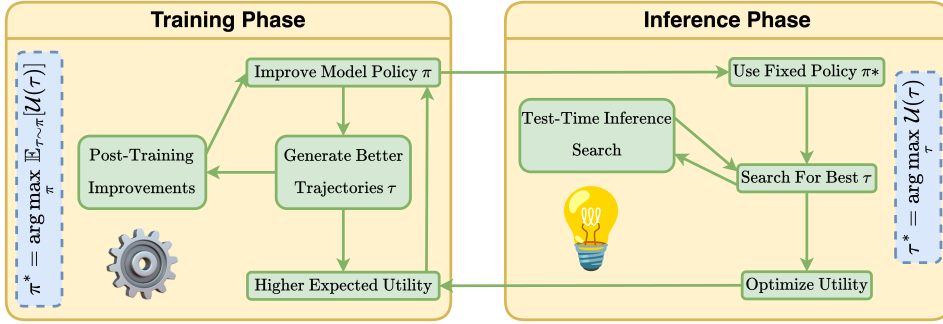 Training Phase
π* = arg max_π 𝔼_{τ∼π}[𝒰(τ)]
Improve Model Policy π
Post-Training
Improvements
Generate Better
Trajectories τ
Higher Expected Utility
Inference Phase
Use Fixed Policy π*
Test-Time Inference
Search
Search For Best τ
Optimize Utility
τ* = arg max_τ 𝒰(τ)